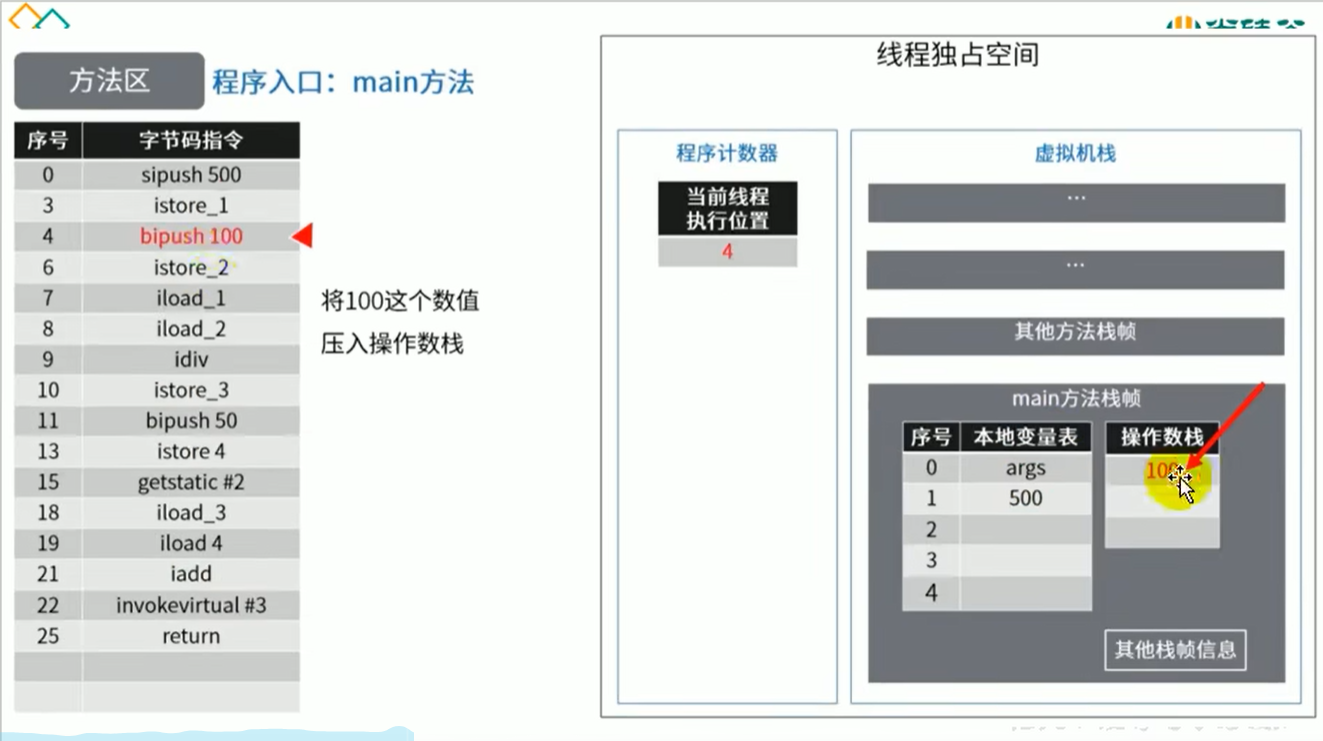 方法区
程序入口：main方法
序号 字节码指令
0 sipush 500
3 istore_1
4 bipush 100
6 istore_2
7 iload_1
8 iload_2
9 idiv
10 istore_3
11 bipush 50
13 istore 4
15 getstatic #2
18 iload_3
19 iload 4
21 iadd
22 invokevirtual #3
25 return
将100这个数值
压入操作数栈
线程独占空间
程序计数器
当前线程
执行位置
4
虚拟机栈
...
...
其他方法栈帧
main方法栈帧
序号 本地变量表
0 args
1 500
2
3
4
操作数栈
100
其他栈帧信息